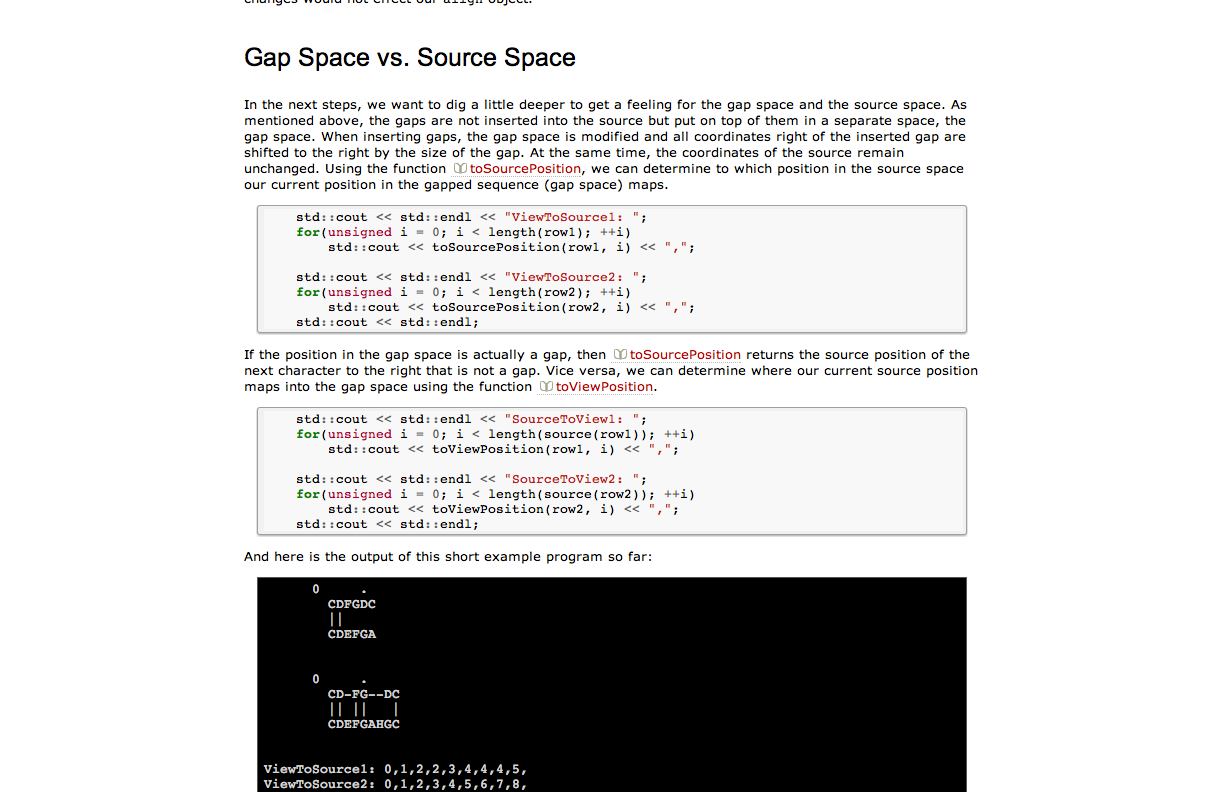 changes would not effect our align object.
Gap Space vs. Source Space
In the next steps, we want to dig a little deeper to get a feeling for the gap space and the source space. As
mentioned above, the gaps are not inserted into the source but put on top of them in a separate space, the
gap space. When inserting gaps, the gap space is modified and all coordinates right of the inserted gap are
shifted to the right by the size of the gap. At the same time, the coordinates of the source remain
unchanged. Using the function toSourcePosition, we can determine to which position in the source space
our current position in the gapped sequence (gap space) maps.
std::cout << std::endl << "ViewToSource1: ";
for(unsigned i = 0; i < length(row1); ++i)
std::cout << toSourcePosition(row1, i) << ",";
std::cout << std::endl << "ViewToSource2: ";
for(unsigned i = 0; i < length(row2); ++i)
std::cout << toSourcePosition(row2, i) << ",";
std::cout << std::endl;
If the position in the gap space is actually a gap, then toSourcePosition returns the source position of the
next character to the right that is not a gap. Vice versa, we can determine where our current source position
maps into the gap space using the function toViewPosition.
std::cout << std::endl << "SourceToView1: ";
for(unsigned i = 0; i < length(source(row1)); ++i)
std::cout << toViewPosition(row1, i) << ",";
std::cout << std::endl << "SourceToView2: ";
for(unsigned i = 0; i < length(source(row2)); ++i)
std::cout << toViewPosition(row2, i) << ",";
std::cout << std::endl;
And here is the output of this short example program so far:
0     .
CDFGDC
||
CDEFGA
0     .
CD-FG--DC
|| ||   |
CDEFGAHGC
ViewToSource1: 0,1,2,2,3,4,4,4,5,
ViewToSource2: 0,1,2,3,4,5,6,7,8,